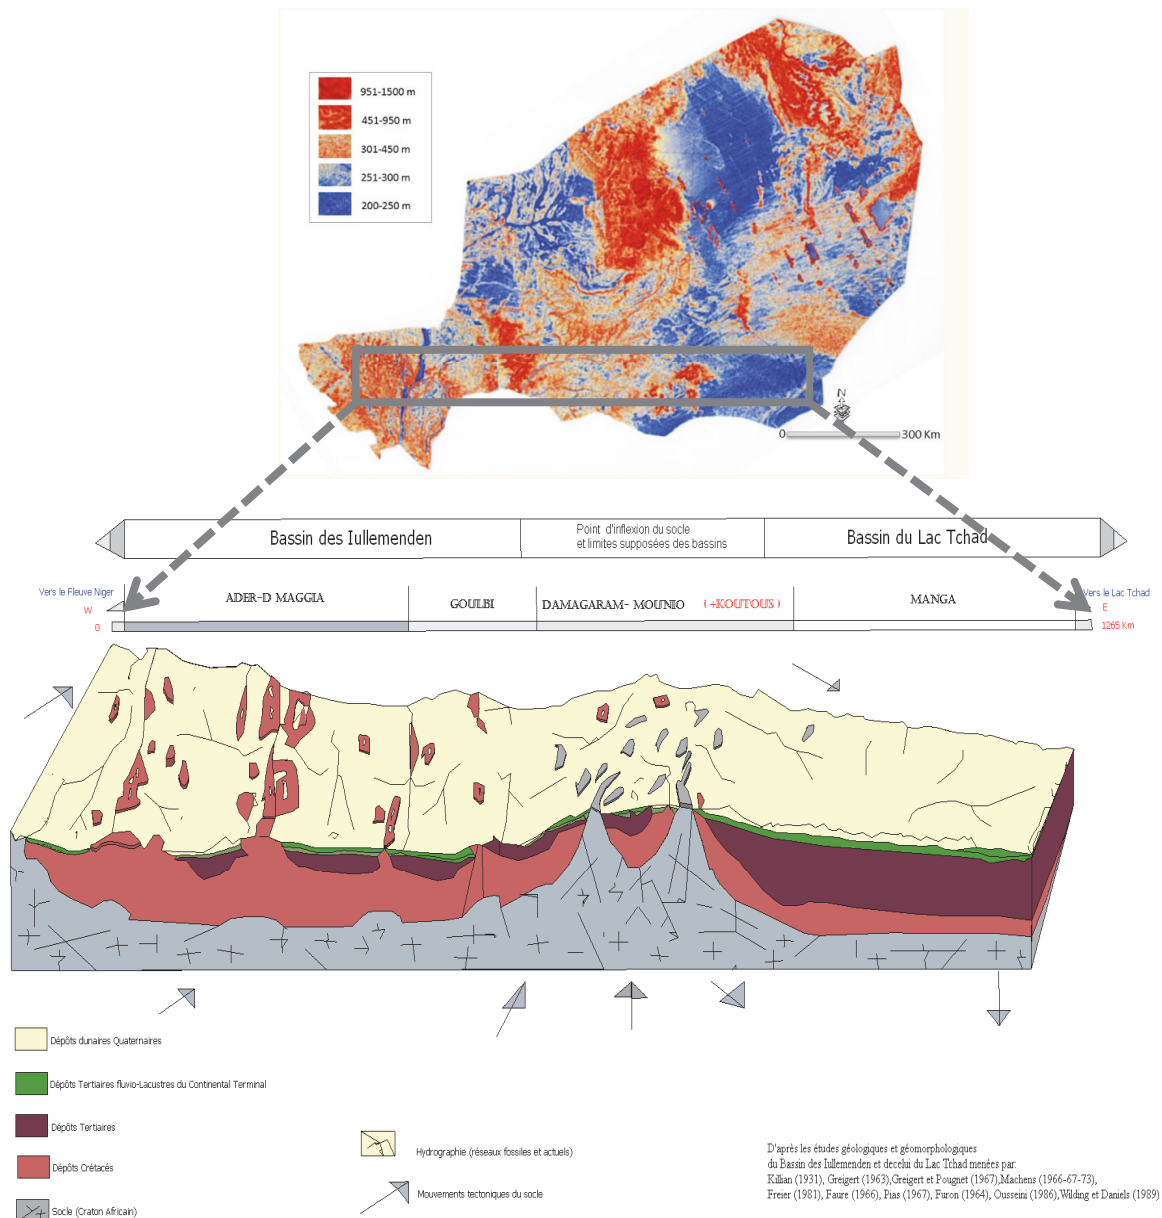 951-1500 m
451-950 m
301-450 m
251-300 m
200-250 m
N
0 300 Km
Bassin des Iullemenden
Point d'inflexion du socle
et limites supposées des bassins
Bassin du Lac Tchad
Vers le Fleuve Niger
W
0
ADER-D MAGGIA
GOULBI
DAMAGARAM- MOUNIO (+KOUTOUS)
MANGA
Vers le Lac Tchad
E
1265 Km
Dépôts dunaires Quaternaires
Dépôts Tertiaires fluvio-Lacustres du Continental Terminal
Dépôts Tertiaires
Dépôts Crétacés
Socle (Craton Africain)
Hydrographie (réseaux fossiles et actuels)
Mouvements tectoniques du socle
D'après les études géologiques et géomorphologiques
du Bassin des Iullemenden et decelui du Lac Tchad menées par:
Killian (1931), Greigert (1963),Greigert et Pougnet (1967),Machens (1966-67-73),
Freier (1981), Faure (1966), Pias (1967), Furon (1964), Ousseini (1986),Wilding et Daniels (1989)